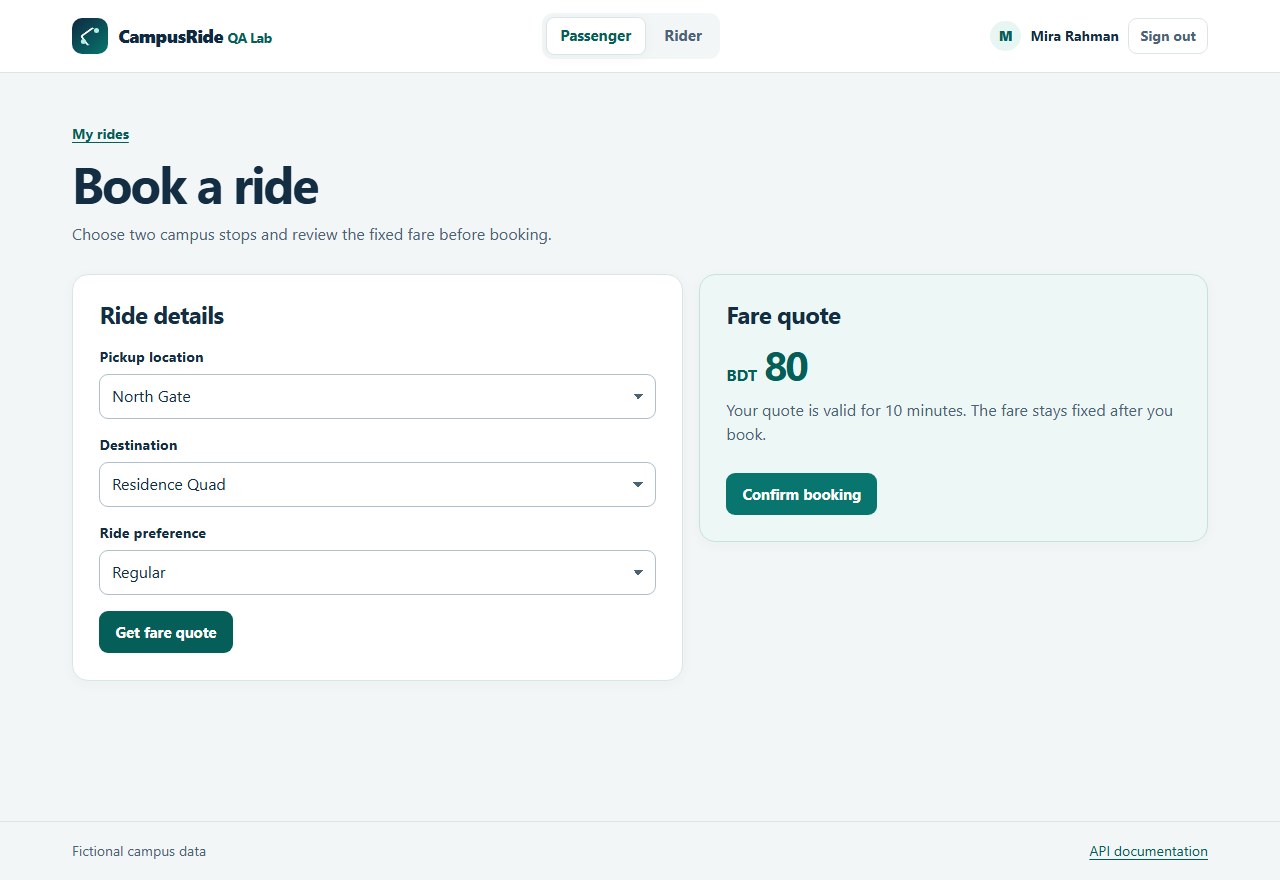 CampusRide QA Lab
Passenger
Rider
M
Mira Rahman
Sign out
My rides
Book a ride
Choose two campus stops and review the fixed fare before booking.
Ride details
Pickup location
North Gate
Destination
Residence Quad
Ride preference
Regular
Get fare quote
Fare quote
BDT 80
Your quote is valid for 10 minutes. The fare stays fixed after you
book.
Confirm booking
Fictional campus data
API documentation